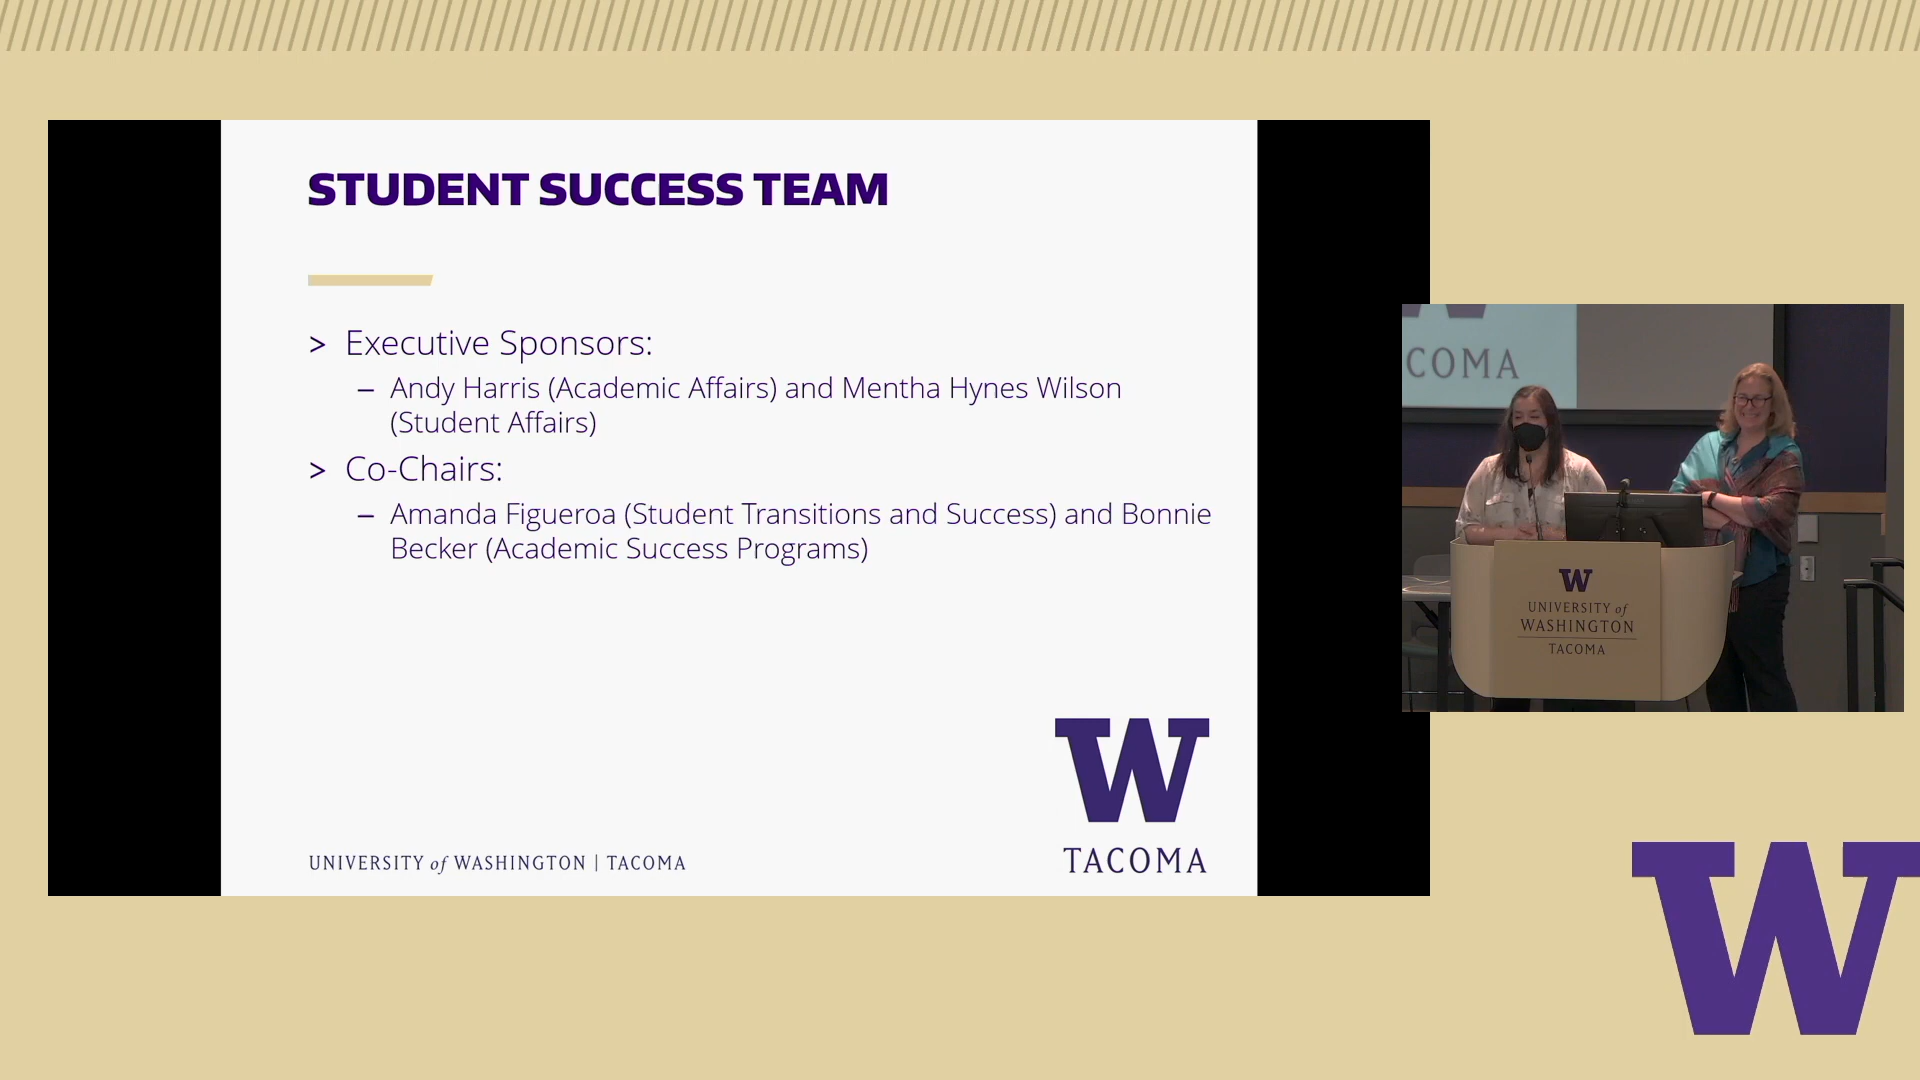 STUDENT SUCCESS TEAM
> Executive Sponsors:
– Andy Harris (Academic Affairs) and Mentha Hynes Wilson
(Student Affairs)
> Co-Chairs:
– Amanda Figueroa (Student Transitions and Success) and Bonnie
Becker (Academic Success Programs)
W
TACOMA
UNIVERSITY of WASHINGTON | TACOMA
COMA
W
UNIVERSITY of
WASHINGTON
TACOMA
W